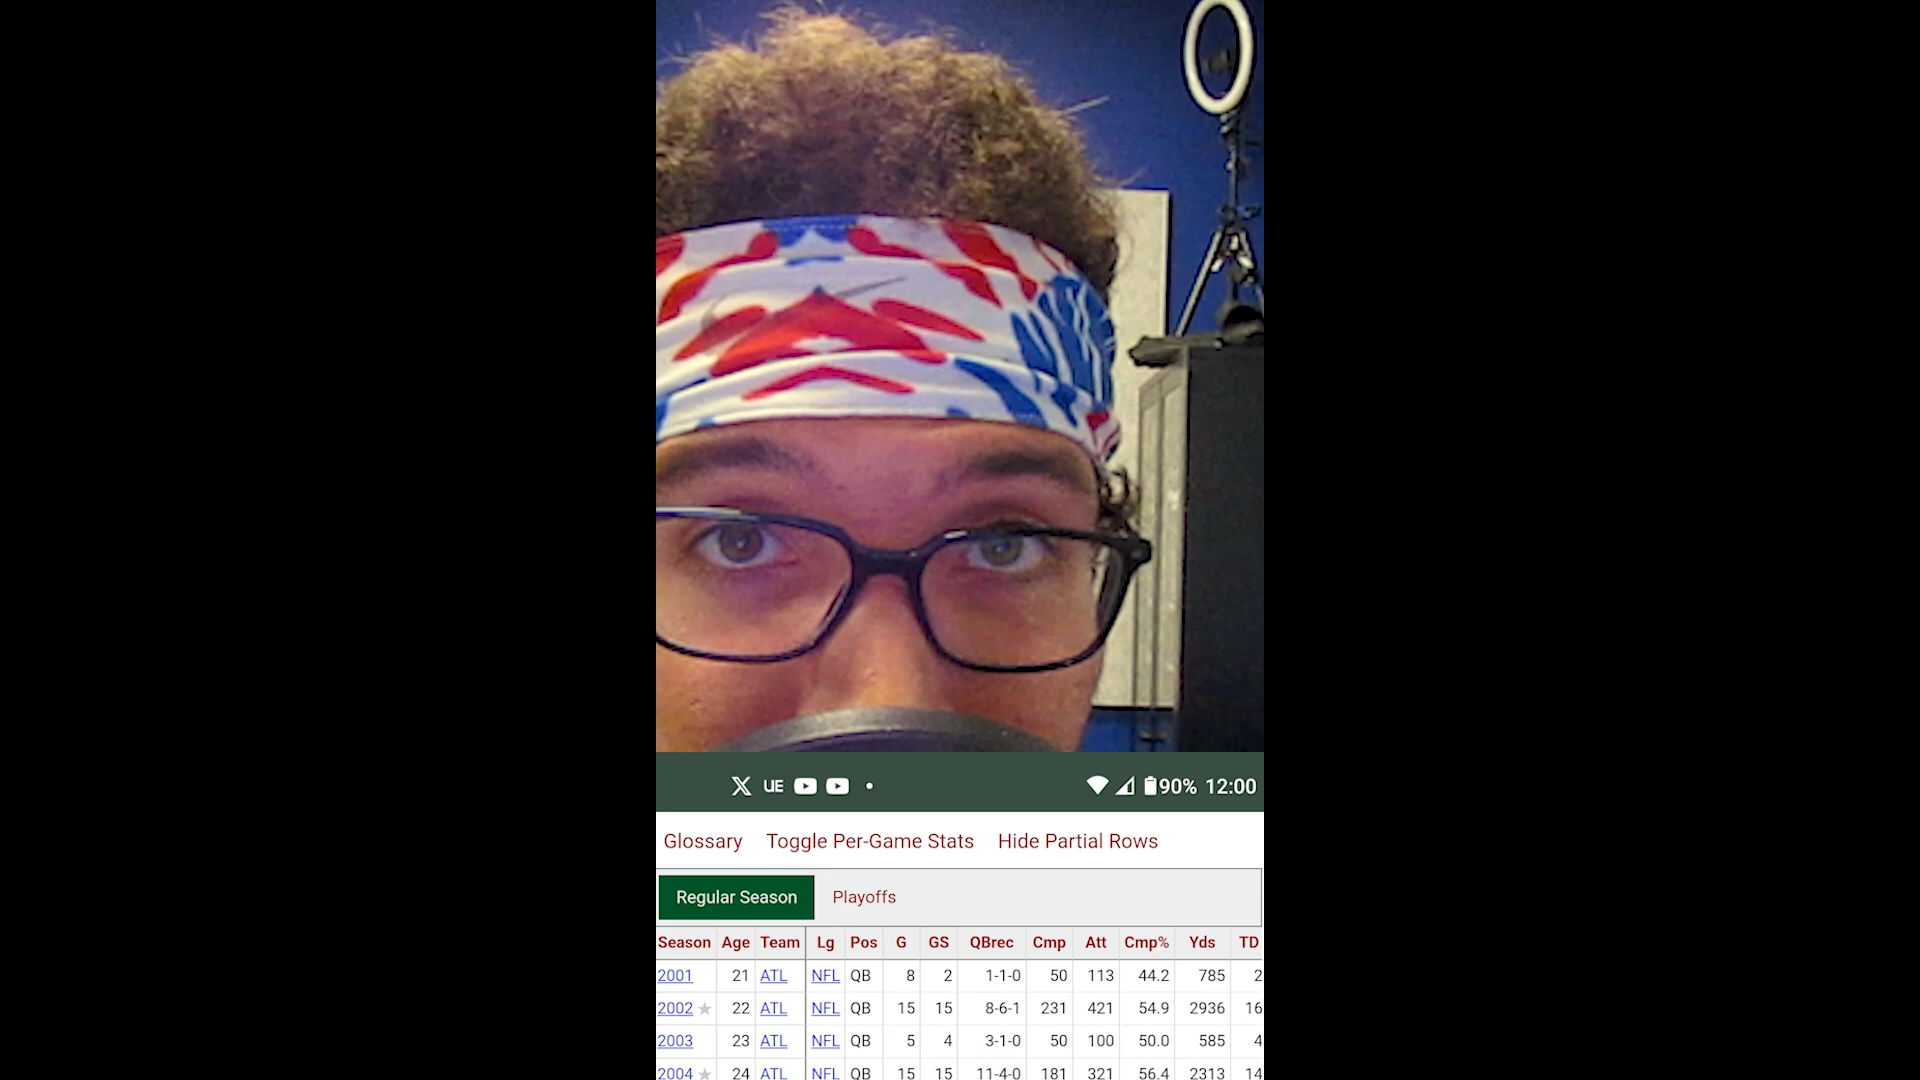 UE 90% 12:00
Glossary Toggle Per-Game Stats Hide Partial Rows
Regular Season Playoffs
Season Age Team Lg Pos G GS QBrec Cmp Att Cmp% Yds TD
2001 21 ATL NFL QB 8 2 1-1-0 50 113 44.2 785 2
2002 ★ 22 ATL NFL QB 15 15 8-6-1 231 421 54.9 2936 16
2003 23 ATL NFL QB 5 4 3-1-0 50 100 50.0 585 4
2004 ★ 24 ATL NFL QB 15 15 11-4-0 181 321 56.4 2313 14